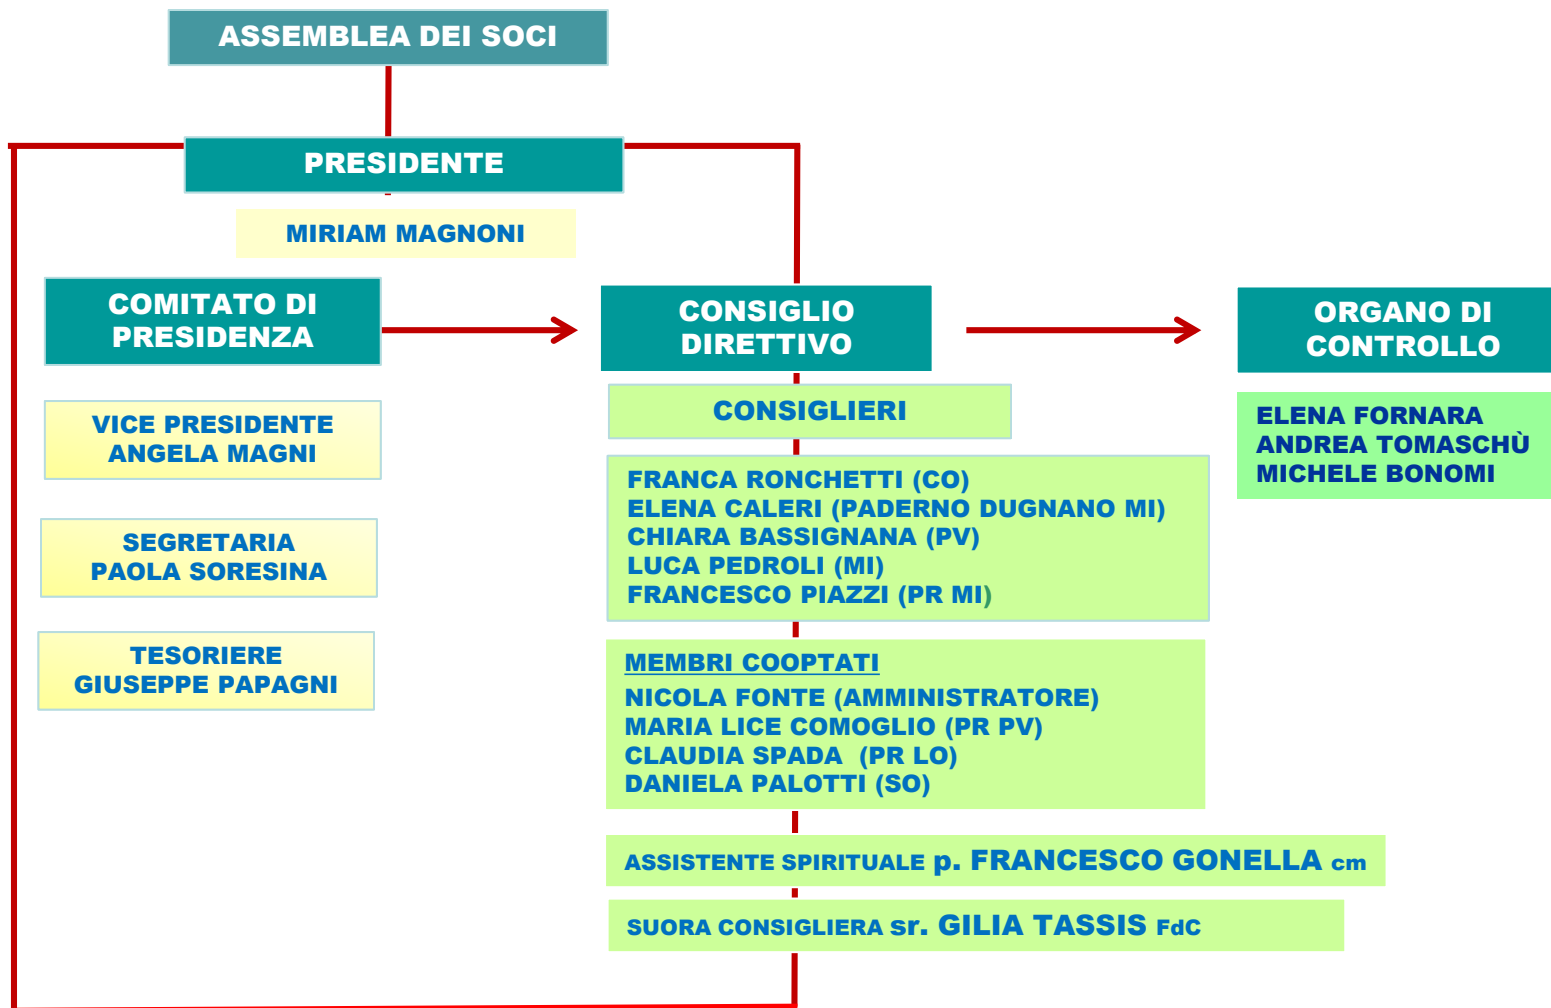 ASSEMBLEA DEI SOCI
PRESIDENTE
MIRIAM MAGNONI
COMITATO DI
PRESIDENZA
VICE PRESIDENTE
ANGELA MAGNI
SEGRETARIA
PAOLA SORESINA
TESORIERE
GIUSEPPE PAPAGNI
CONSIGLIO
DIRETTIVO
CONSIGLIERI
FRANCA RONCHETTI (CO)
ELENA CALERI (PADERNO DUGNANO MI)
CHIARA BASSIGNANA (PV)
LUCA PEDROLI (MI)
FRANCESCO PIAZZI (PR MI)
MEMBRI COOPTATI
NICOLA FONTE (AMMINISTRATORE)
MARIA LICE COMOGLIO (PR PV)
CLAUDIA SPADA (PR LO)
DANIELA PALOTTI (SO)
ASSISTENTE SPIRITUALE p. FRANCESCO GONELLA cm
SUORA CONSIGLIERA sr. GILIA TASSIS FdC
ORGANO DI
CONTROLLO
ELENA FORNARA
ANDREA TOMASCHÙ
MICHELE BONOMI